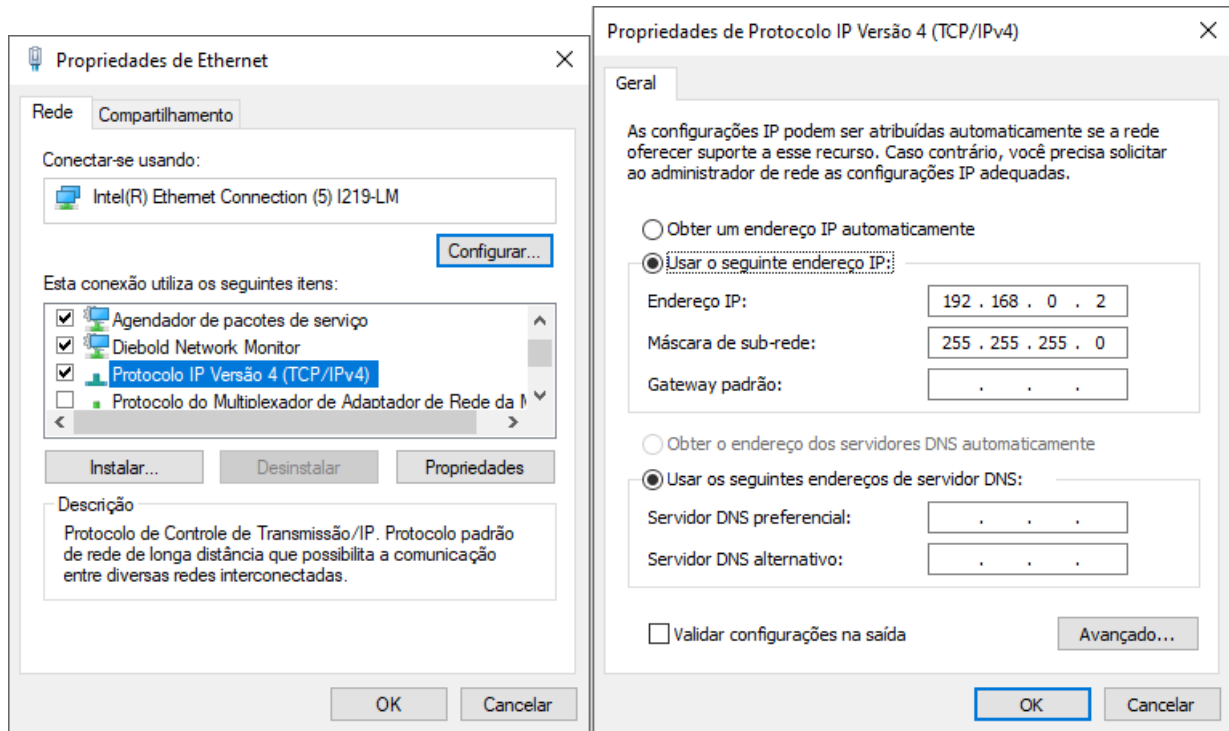 Propriedades de Ethernet
Rede
Compartilhamento
Conectar-se usando:
Intel(R) Ethernet Connection (5) I219-LM
Configurar...
Esta conexão utiliza os seguintes itens:
Agendador de pacotes de serviço
Diebold Network Monitor
Protocolo IP Versão 4 (TCP/IPv4)
Protocolo do Multiplexador de Adaptador de Rede da
Instalar...
Desinstalar
Propriedades
Descrição
Protocolo de Controle de Transmissão/IP. Protocolo padrão
de rede de longa distância que possibilita a comunicação
entre diversas redes interconectadas.
OK
Cancelar
Propriedades de Protocolo IP Versão 4 (TCP/IPv4)
Geral
As configurações IP podem ser atribuídas automaticamente se a rede
oferecer suporte a esse recurso. Caso contrário, você precisa solicitar
ao administrador de rede as configurações IP adequadas.
Obter um endereço IP automaticamente
Usar o seguinte endereço IP:
Endereço IP: 192 . 168 . 0 . 2
Máscara de sub-rede: 255 . 255 . 255 . 0
Gateway padrão: . . .
Obter o endereço dos servidores DNS automaticamente
Usar os seguintes endereços de servidor DNS:
Servidor DNS preferencial: . . .
Servidor DNS alternativo: . . .
Validar configurações na saída
Avançado...
OK
Cancelar